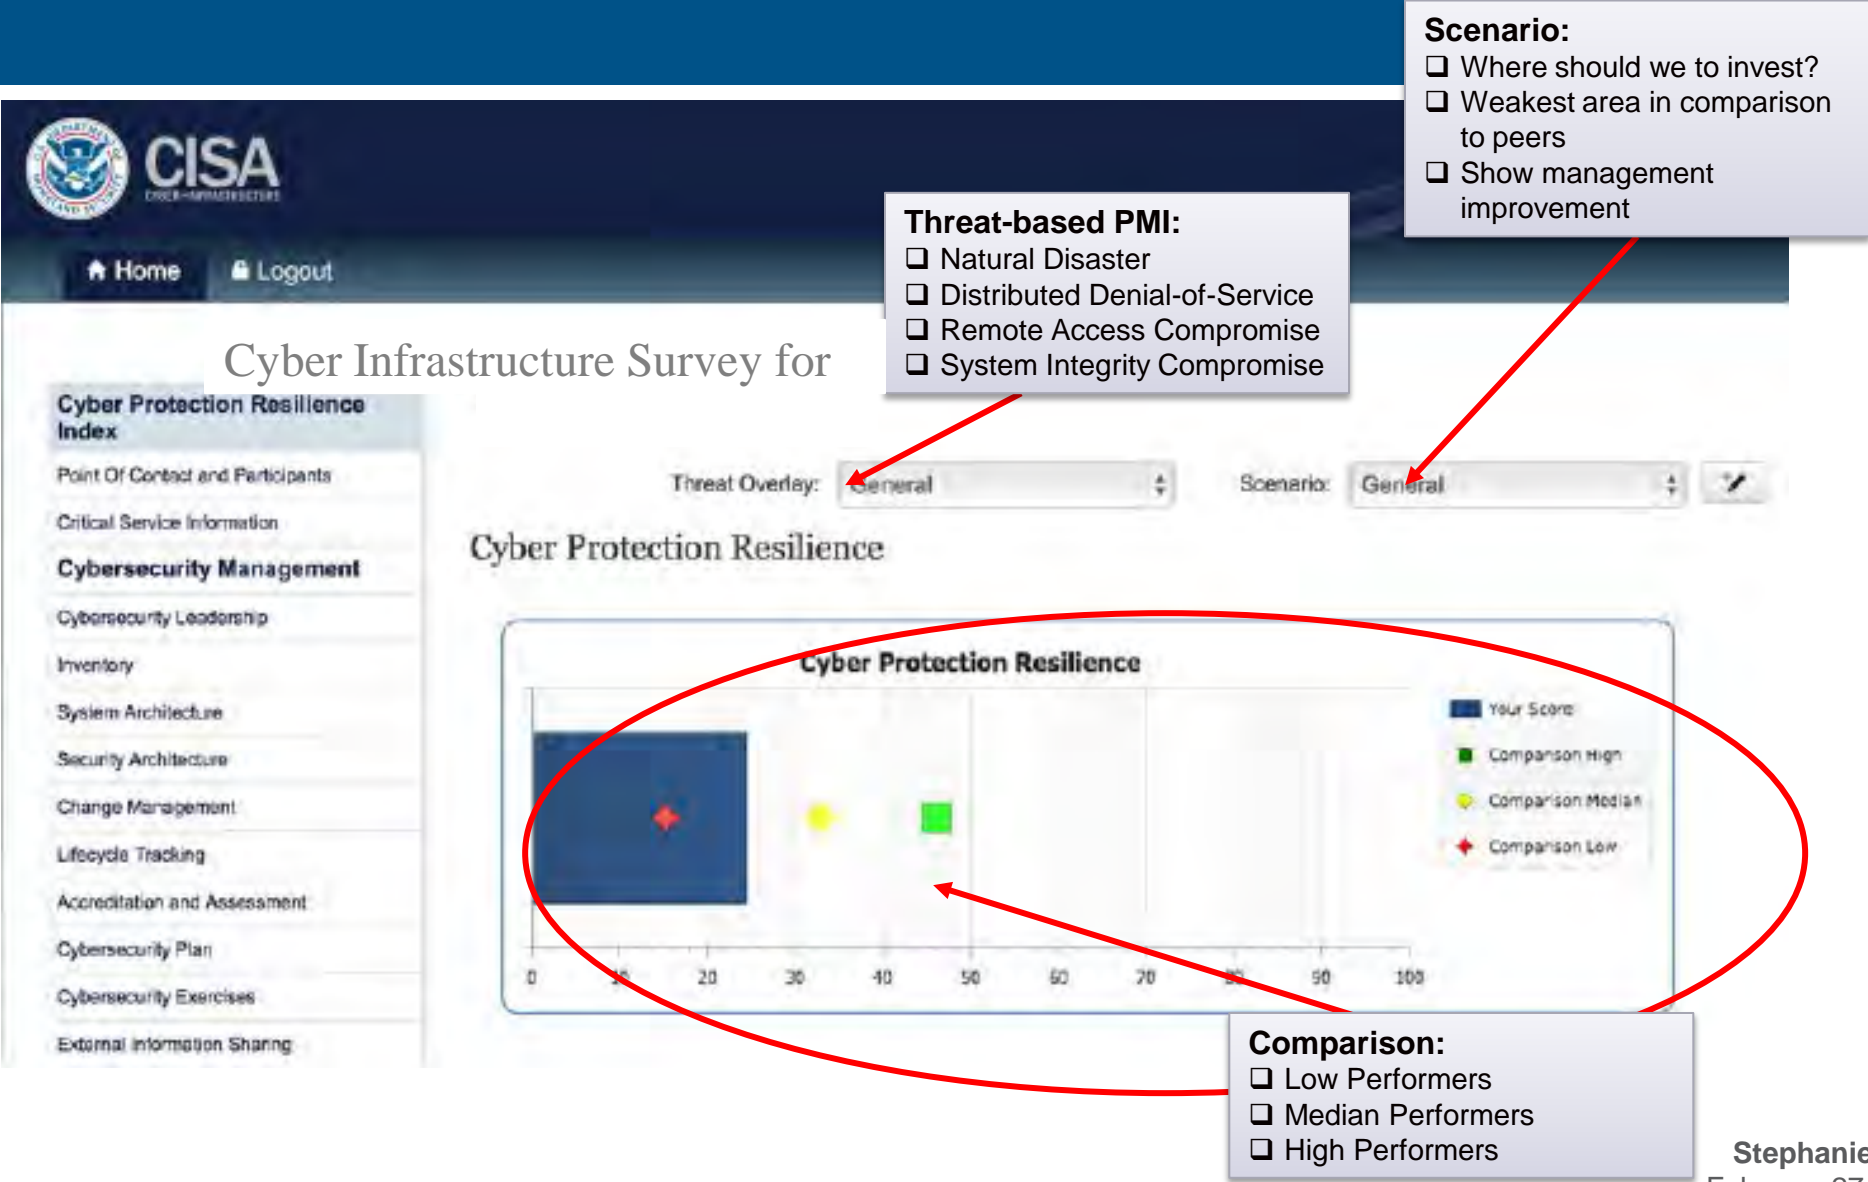 Scenario:
❑ Where should we to invest?
❑ Weakest area in comparison
to peers
❑ Show management
improvement
CISA
CYBER+INFRASTRUCTURE
Threat-based PMI:
❑ Natural Disaster
❑ Distributed Denial-of-Service
❑ Remote Access Compromise
❑ System Integrity Compromise
Home
Logout
Cyber Infrastructure Survey for
Cyber Protection Resilience
Index
Point Of Contact and Participants
Critical Service Information
Cybersecurity Management
Cybersecurity Leadership
Inventory
System Architecture
Security Architecture
Change Management
Lifecycle Tracking
Accreditation and Assessment
Cybersecurity Plan
Cybersecurity Exercises
External Information Sharing
Threat Overlay: General
Scenario: General
Cyber Protection Resilience
Cyber Protection Resilience
Your Score
Comparison High
Comparison Median
Comparison Low
0 10 20 30 40 50 60 70 80 90 100
Comparison:
❑ Low Performers
❑ Median Performers
❑ High Performers
Stephanie